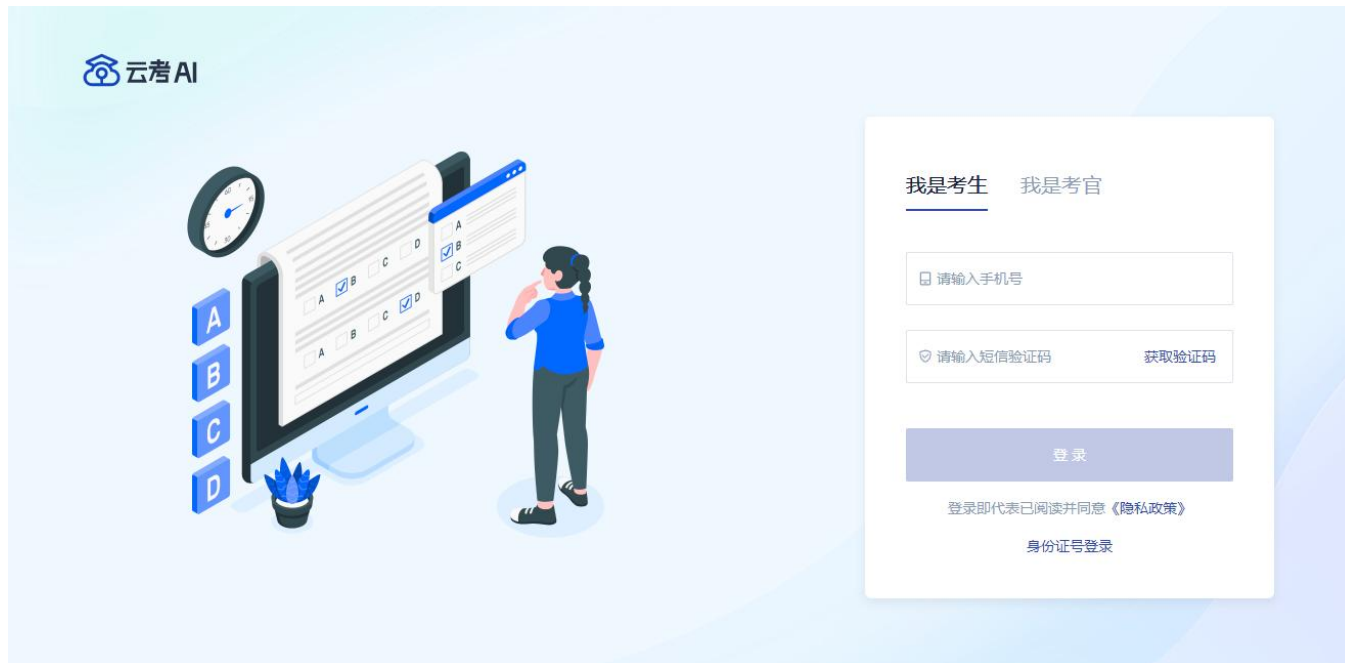 云考AI
我是考生 我是考官
请输入手机号
请输入短信验证码 获取验证码
登录
登录即代表已阅读并同意《隐私政策》
身份证号登录
60
A B C D
A B C D
A
B
C
A
B
C
D